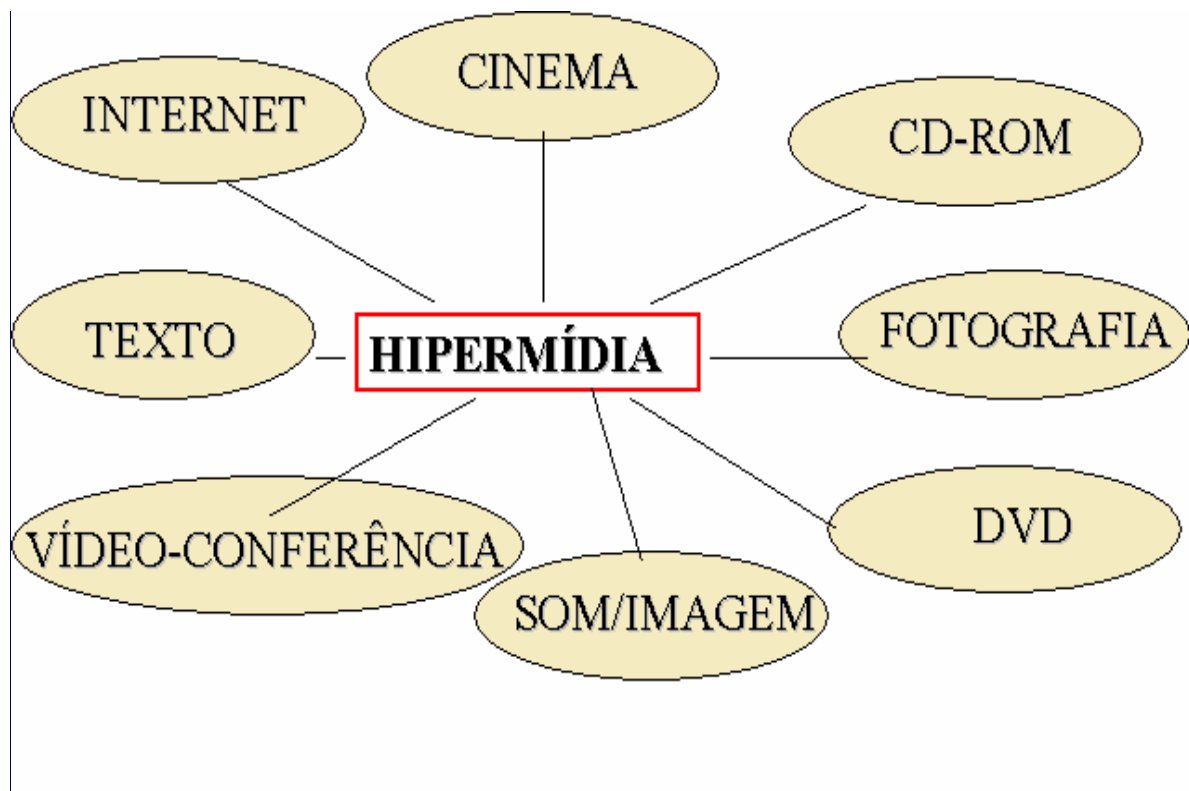 CINEMA
INTERNET
CD-ROM
TEXTO
HIPERMÍDIA
FOTOGRAFIA
VÍDEO-CONFERÊNCIA
DVD
SOM/IMAGEM